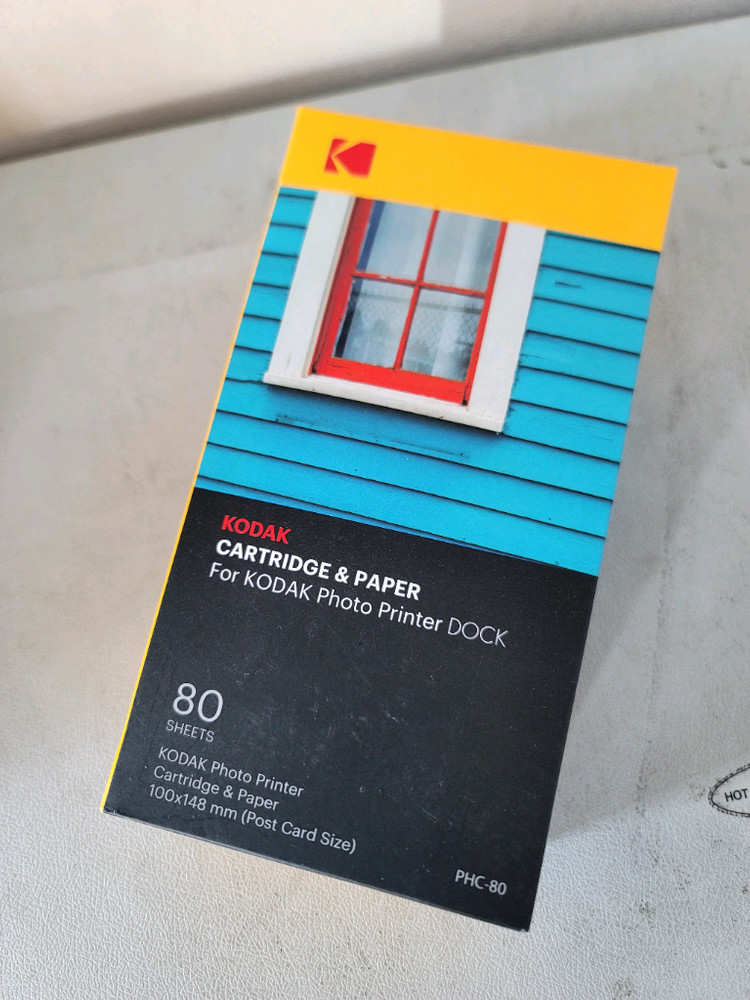 KODAK
CARTRIDGE & PAPER
For KODAK Photo Printer DOCK
80
SHEETS
KODAK Photo Printer
Cartridge & Paper
100x148 mm (Post Card Size)
PHC-80
HOT